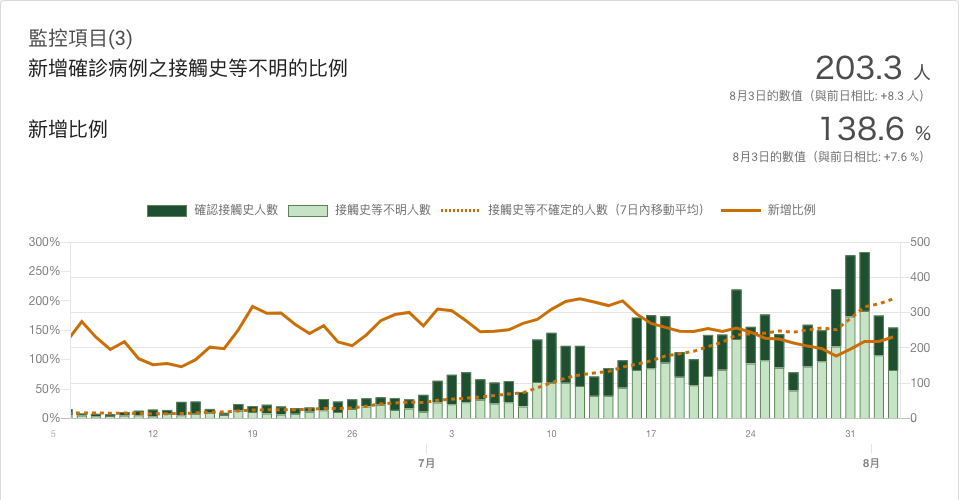 監控項目(3)
新增確診病例之接觸史等不明的比例
203.3 人
8月3日的數值（與前日相比: +8.3 人）
新增比例
138.6 %
8月3日的數值（與前日相比: +7.6 %）
確認接觸史人數 接觸史等不明人數 接觸史等不確定的人數（7日內移動平均） 新增比例
300% 500
250% 400
200% 300
150% 200
100% 100
50%
0% 0
5 12 19 26 3 10 17 24 31
7月 8月